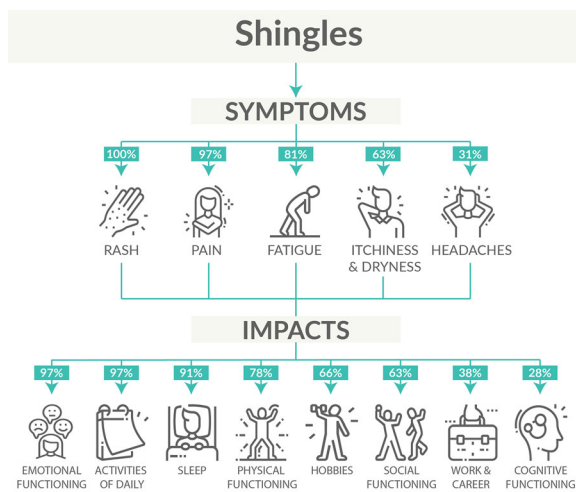 Shingles
SYMPTOMS
100% 97% 81% 63% 31%
RASH PAIN FATIGUE ITCHINESS HEADACHES
& DRYNESS
IMPACTS
97% 97% 91% 78% 66% 63% 38% 28%
EMOTIONAL ACTIVITIES SLEEP PHYSICAL HOBBIES SOCIAL WORK & COGNITIVE
FUNCTIONING OF DAILY FUNCTIONING FUNCTIONING CAREER FUNCTIONING